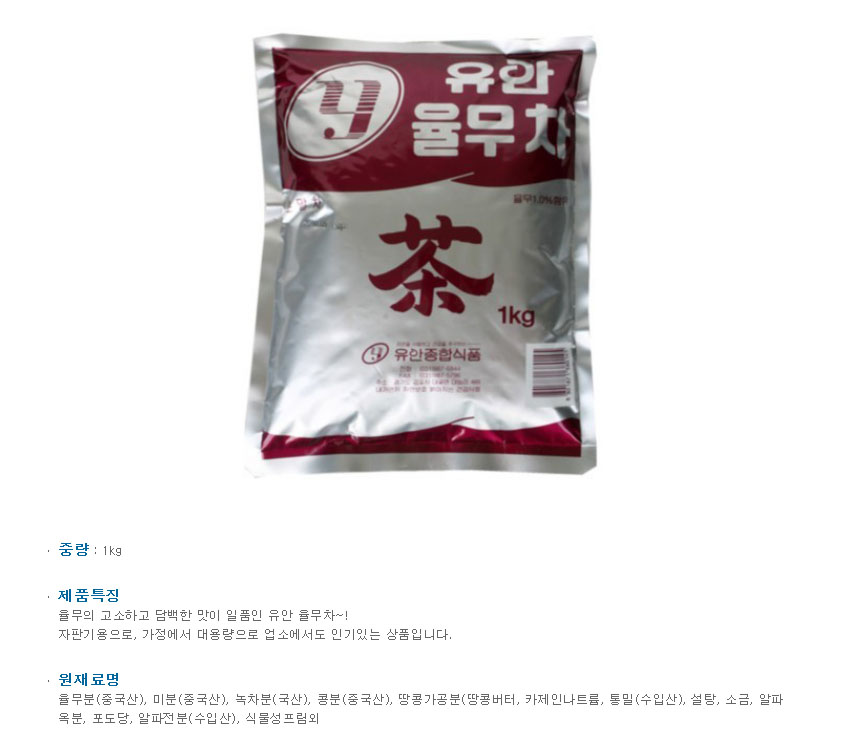 유안
율무차
율무1.0%함유
茶
1kg
유안종합식품
· 중량 : 1kg
· 제품특징
율무의 고소하고 담백한 맛이 일품인 유안 율무차~!
자판기용으로, 가정에서 대용량으로 업소에서도 인기있는 상품입니다.
· 원재료명
율무분(중국산), 미분(중국산), 녹차분(국산), 콩분(중국산), 땅콩가공분(땅콩버터, 카제인나트륨, 통밀(수입산), 설탕, 소금, 알파
옥분, 포도당, 알파전분(수입산), 식물성프림외